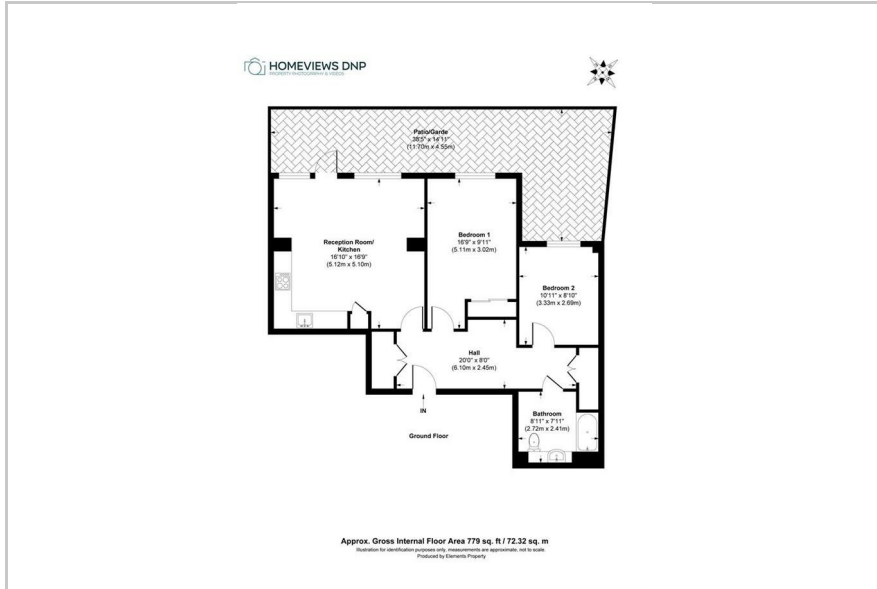 HOMEVIEWS DNP
PROPERTY PHOTOGRAPHY & VIDEOS
Patio/Garde
38'5" x 14'11"
(11.70m x 4.55m)
Bedroom 1
16'9" x 9'11"
(5.11m x 3.02m)
Reception Room/
Kitchen
16'10" x 16'9"
(5.12m x 5.10m)
Bedroom 2
10'11" x 8'10"
(3.33m x 2.69m)
Hall
20'0" x 8'0"
(6.10m x 2.45m)
IN
Bathroom
8'11" x 7'11"
(2.72m x 2.41m)
Ground Floor
Approx. Gross Internal Floor Area 779 sq. ft / 72.32 sq. m
Illustration for identification purposes only, measurements are approximate, not to scale.
Produced by Elements Property